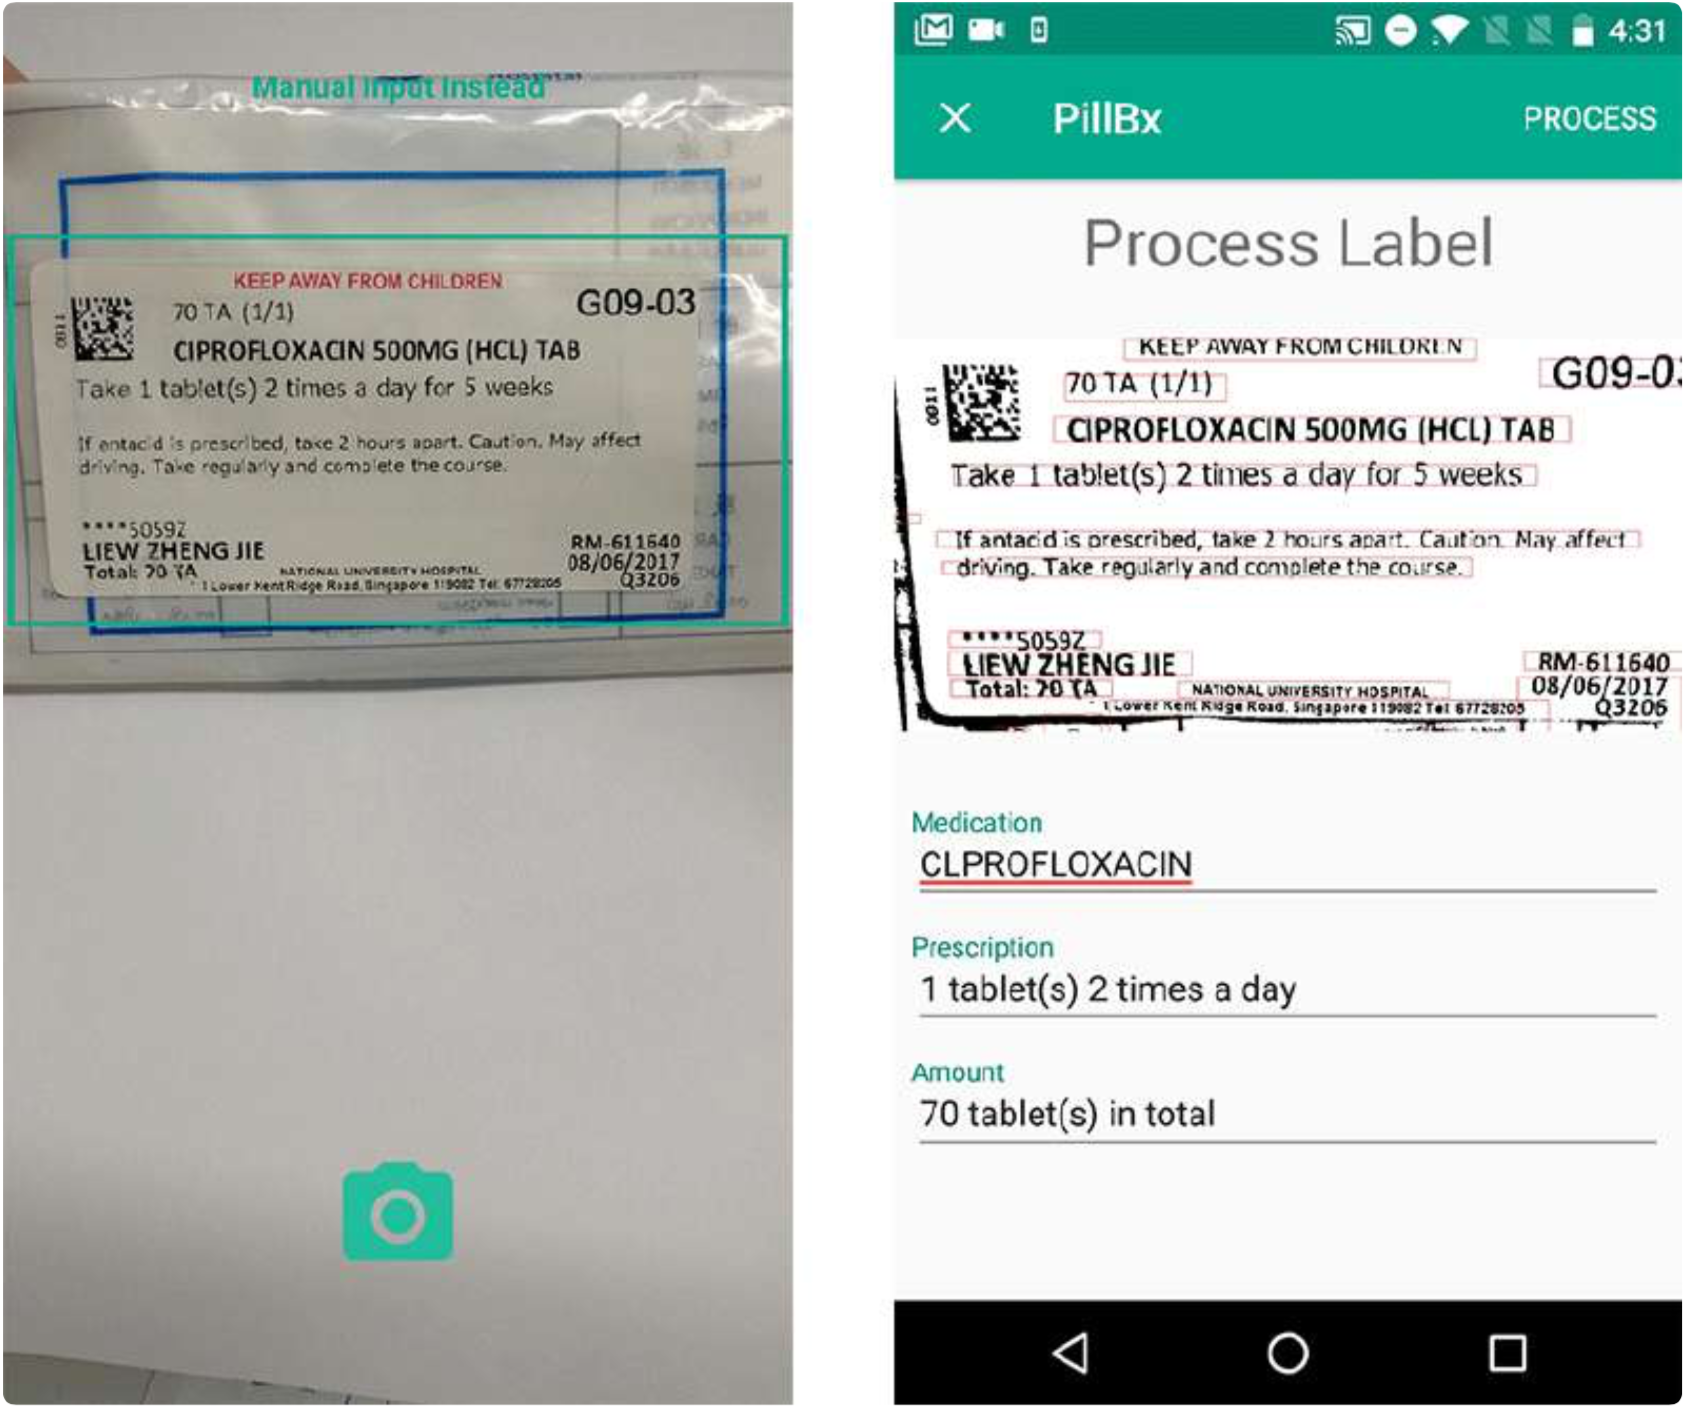 Manual Input Instead
KEEP AWAY FROM CHILDREN
0011
70 TA (1/1)
G09-03
CIPROFLOXACIN 500MG (HCL) TAB
Take 1 tablet(s) 2 times a day for 5 weeks
If antacid is prescribed, take 2 hours apart. Caution. May affect
driving. Take regularly and complete the course.
****5059Z
LIEW ZHENG JIE
Total: 70 TA
NATIONAL UNIVERSITY HOSPITAL
1 Lower Kent Ridge Road, Singapore 119082 Tel: 67728205
RM-611640
08/06/2017
Q3206
4:31
PillBx
PROCESS
Process Label
KEEP AWAY FROM CHILDREN
0011
70 TA (1/1)
G09-03
CIPROFLOXACIN 500MG (HCL) TAB
Take 1 tablet(s) 2 times a day for 5 weeks
If antacid is prescribed, take 2 hours apart. Caution. May affect
driving. Take regularly and complete the course.
****5059Z
LIEW ZHENG JIE
Total: 70 TA
NATIONAL UNIVERSITY HOSPITAL
1 Lower Kent Ridge Road, Singapore 119082 Tel: 67728205
RM-611640
08/06/2017
Q3206
Medication
CLPROFLOXACIN
Prescription
1 tablet(s) 2 times a day
Amount
70 tablet(s) in total